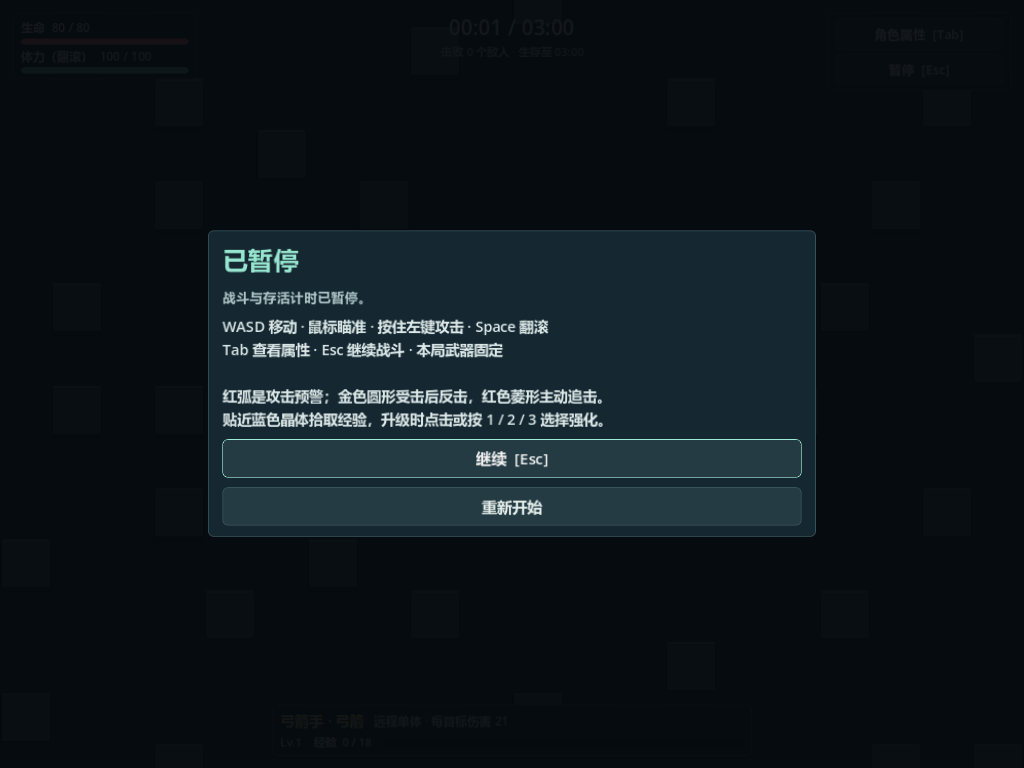 生命 80 / 80
00:01 / 03:00
角色属性 [Tab]
体力（翻滚） 100 / 100
击败 0 个敌人 · 生存至 03:00
暂停 [Esc]
已暂停
战斗与存活计时已暂停。
WASD 移动 · 鼠标瞄准 · 按住左键攻击 · Space 翻滚
Tab 查看属性 · Esc 继续战斗 · 本局武器固定
红弧是攻击预警；金色圆形受击后反击，红色菱形主动追击。
贴近蓝色晶体拾取经验，升级时点击或按 1 / 2 / 3 选择强化。
继续 [Esc]
重新开始
弓箭手 · 弓箭 远程单体 · 每目标伤害 21
Lv.1 经验 0 / 18